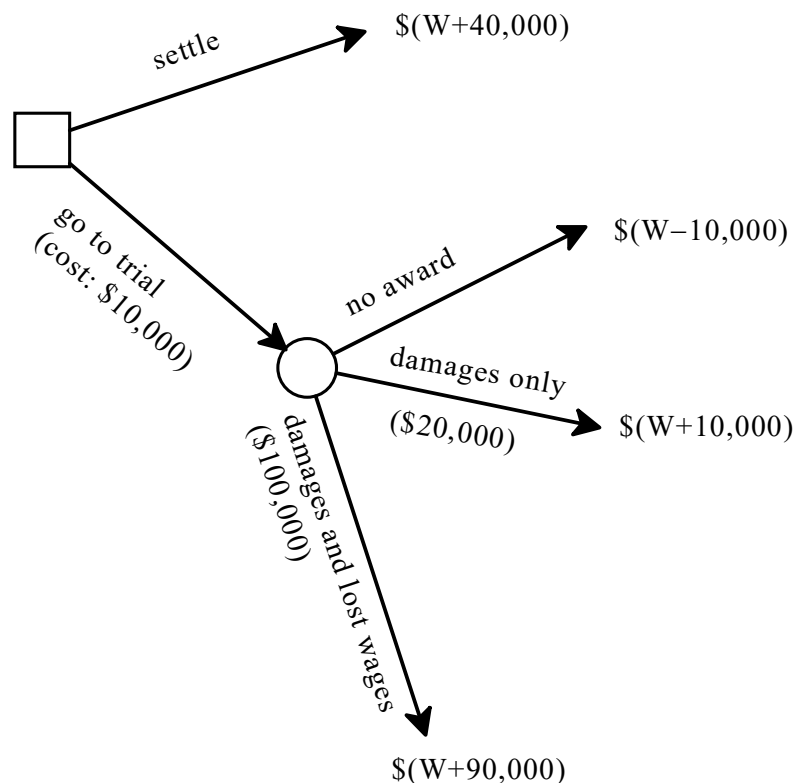 settle
$(W+40,000)
go to trial
(cost: $10,000)
no award
$(W–10,000)
damages only
($20,000)
$(W+10,000)
damages and lost wages
($100,000)
$(W+90,000)